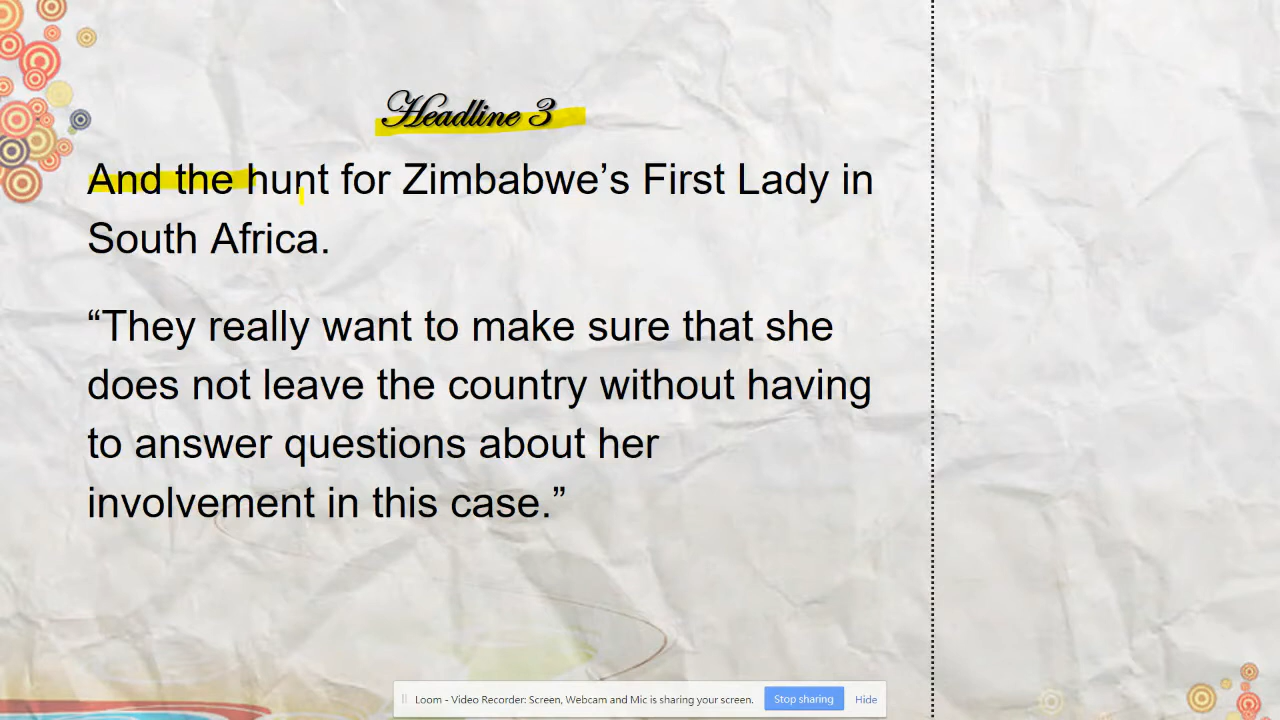 Headline 3
And the hunt for Zimbabwe’s First Lady in
South Africa.
“They really want to make sure that she
does not leave the country without having
to answer questions about her
involvement in this case.”
Loom - Video Recorder: Screen, Webcam and Mic is sharing your screen. Stop sharing Hide